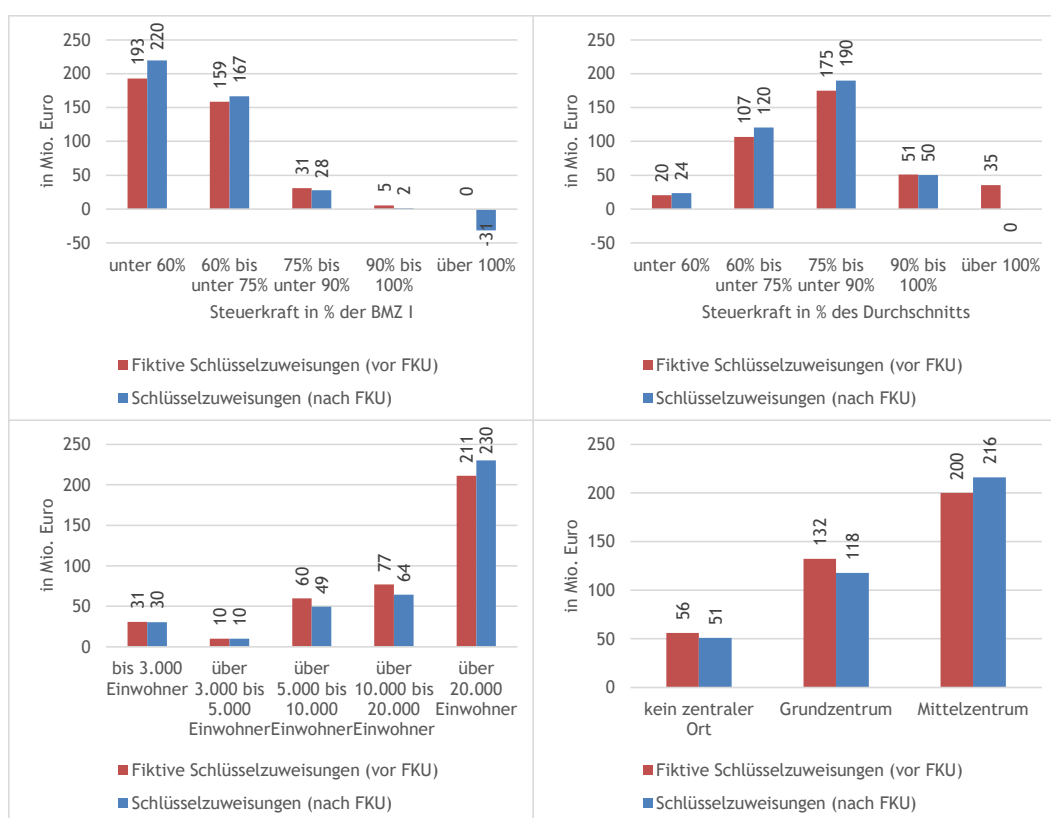 250
200
150
100
50
0
-50
in Mio. Euro
193
220
159
167
31
28
5
2
0
-31
unter 60% 60% bis 75% bis 90% bis über 100%
unter 75% unter 90% 100%
Steuerkraft in % der BMZ I
Fiktive Schlüsselzuweisungen (vor FKU)
Schlüsselzuweisungen (nach FKU)
250
200
150
100
50
0
-50
in Mio. Euro
20
24
107
120
175
190
51
50
35
0
unter 60% 60% bis 75% bis 90% bis über 100%
unter 75% unter 90% 100%
Steuerkraft in % des Durchschnitts
Fiktive Schlüsselzuweisungen (vor FKU)
Schlüsselzuweisungen (nach FKU)
250
200
150
100
50
0
in Mio. Euro
31
30
10
10
60
49
77
64
211
230
bis 3.000 über über über über
Einwohner 3.000 bis 5.000 bis 10.000 bis 20.000
5.000 10.000 20.000 Einwohner
Einwohner Einwohner Einwohner
Fiktive Schlüsselzuweisungen (vor FKU)
Schlüsselzuweisungen (nach FKU)
250
200
150
100
50
0
in Mio. Euro
56
51
132
118
200
216
kein zentraler Grundzentrum Mittelzentrum
Ort
Fiktive Schlüsselzuweisungen (vor FKU)
Schlüsselzuweisungen (nach FKU)